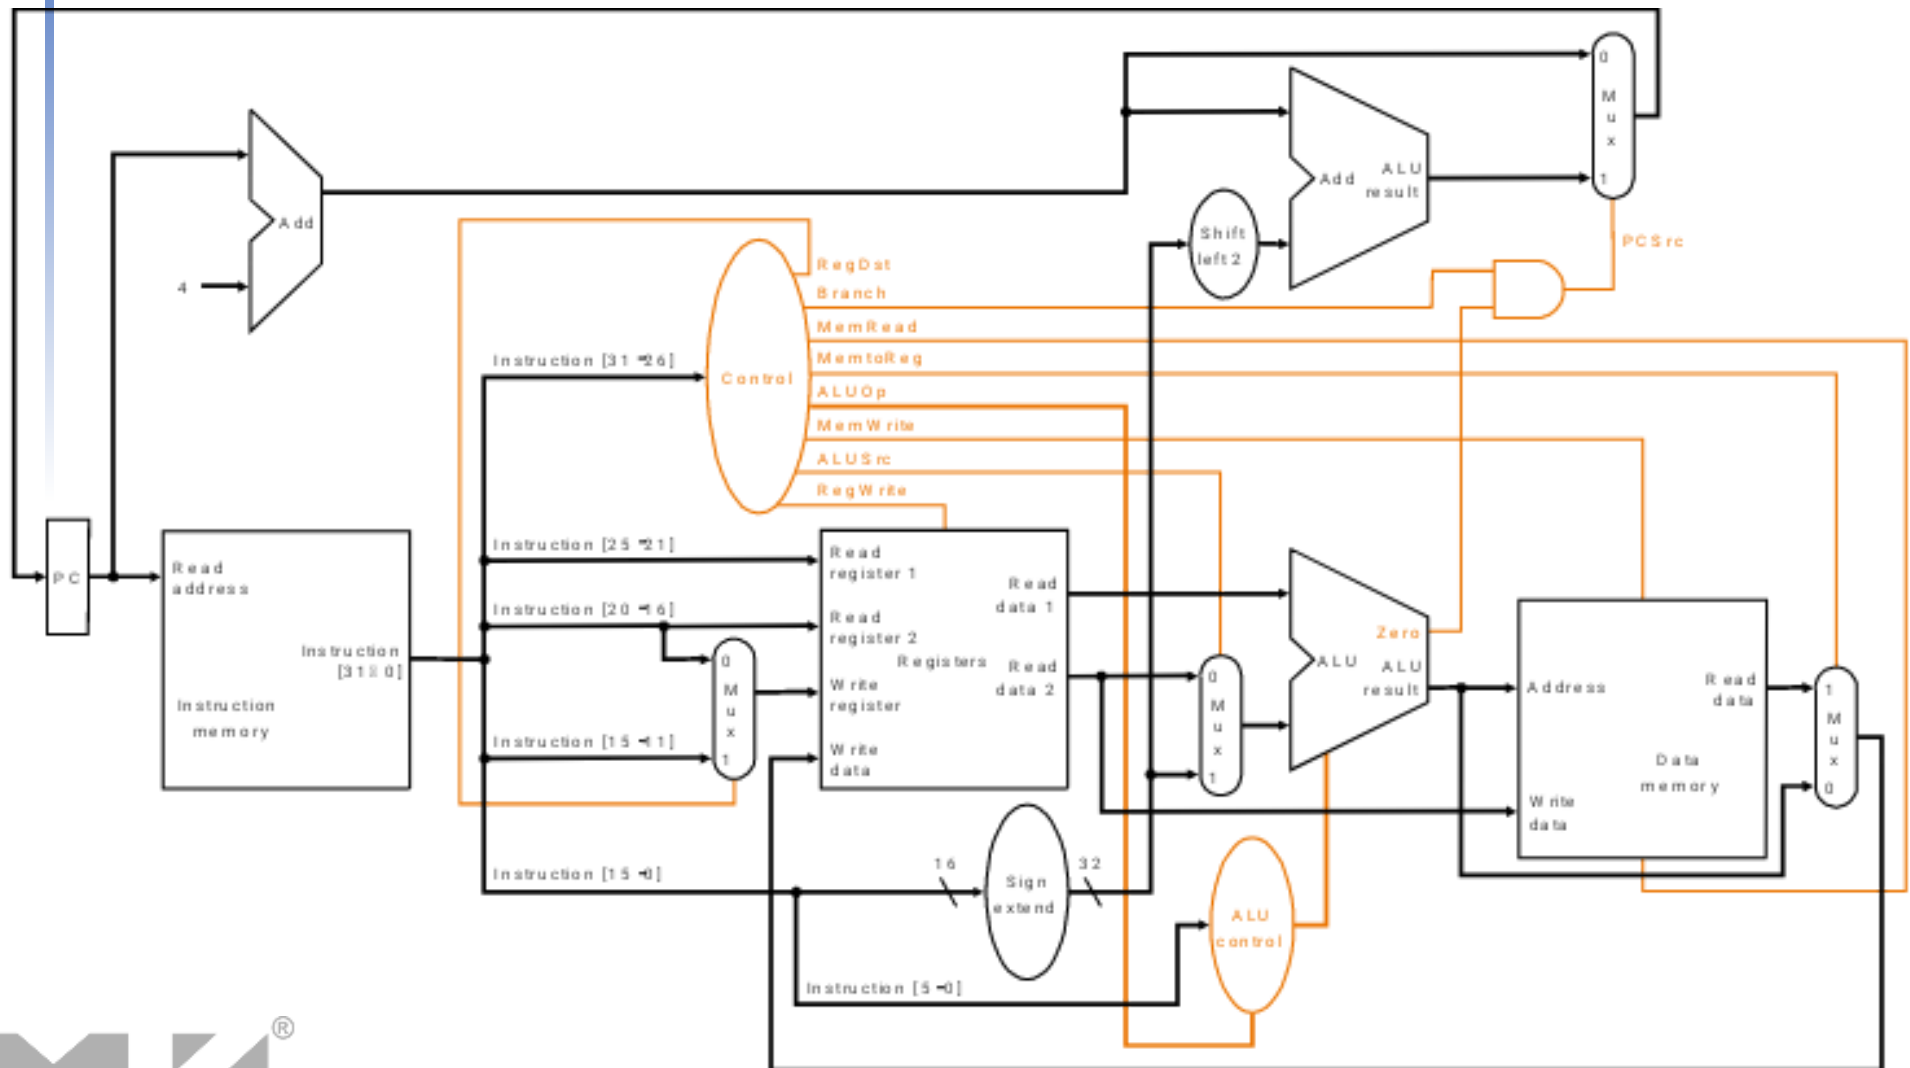 0
M
u
x
1
Add
ALU
result
Add
4
Shift
left 2
PCSrc
RegDst
Branch
MemRead
MemtoReg
ALUOp
MemWrite
ALUSrc
RegWrite
Control
Instruction [31–26]
Instruction [25–21]
Instruction [20–16]
Instruction [15–11]
Instruction [15–0]
Instruction [5–0]
PC
Read
address
Instruction
[31 0]
Instruction
memory
0
M
u
x
1
Read
register 1
Read
register 2
Registers
Write
register
Write
data
Read
data 1
Read
data 2
0
M
u
x
1
Zero
ALU
ALU
result
Address
Read
data
Data
memory
Write
data
1
M
u
x
0
16
Sign
extend
32
ALU
control
®